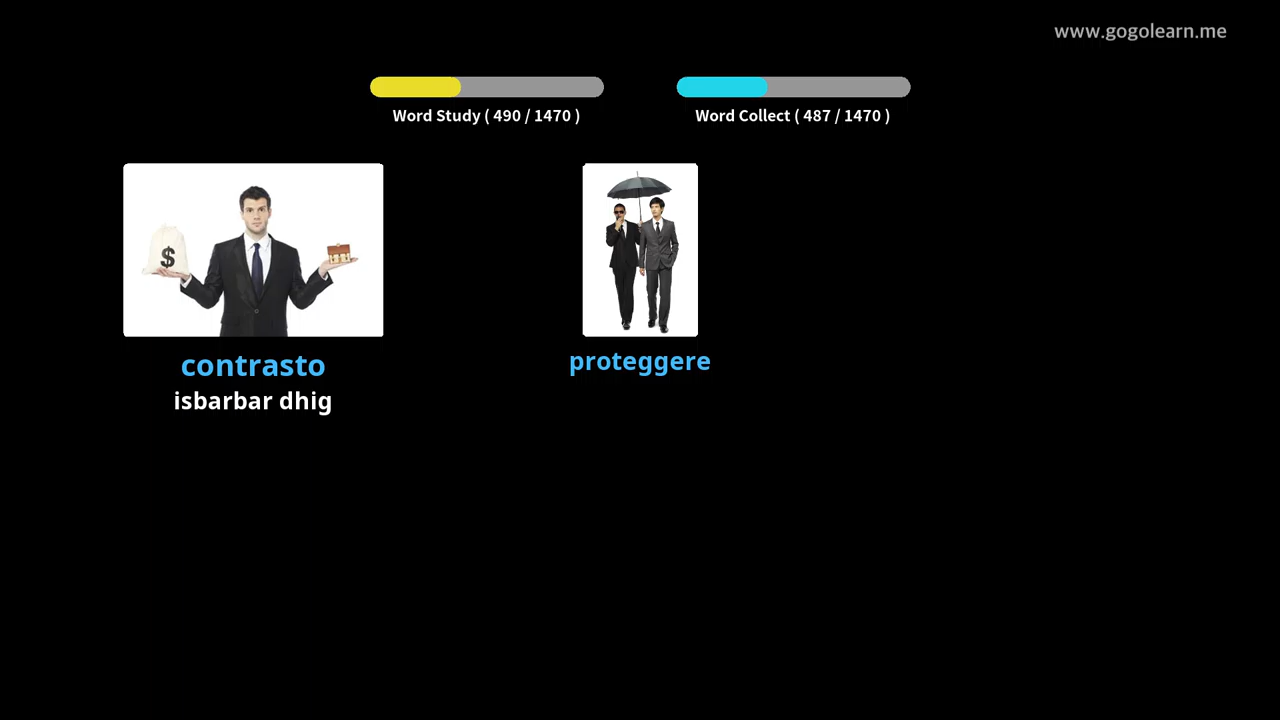 www.gogolearn.me
Word Study ( 490 / 1470 )
Word Collect ( 487 / 1470 )
$
contrasto
isbarbar dhig
proteggere